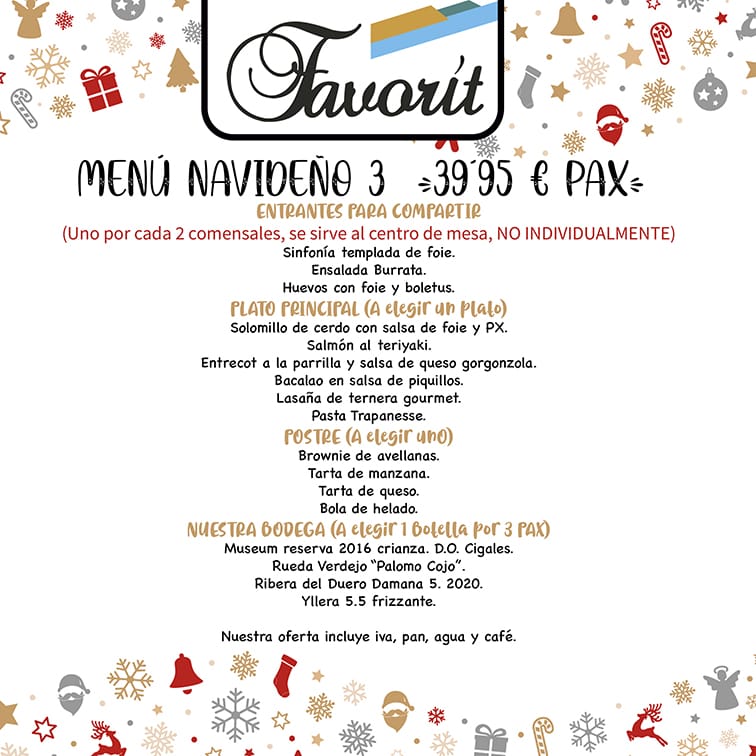 Favorit
MENÚ NAVIDEÑO 3 39´95 € PAX
ENTRANTES PARA COMPARTIR
(Uno por cada 2 comensales, se sirve al centro de mesa, NO INDIVIDUALMENTE)
Sinfonía templada de foie.
Ensalada Burrata.
Huevos con foie y boletus.
PLATO PRINCIPAL (A elegir un plato)
Solomillo de cerdo con salsa de foie y PX.
Salmón al teriyaki.
Entrecot a la parrilla y salsa de queso gorgonzola.
Bacalao en salsa de piquillos.
Lasaña de ternera gourmet.
Pasta Trapanesse.
POSTRE (A elegir uno)
Brownie de avellanas.
Tarta de manzana.
Tarta de queso.
Bola de helado.
NUESTRA BODEGA (A elegir 1 Botella por 3 PAX)
Museum reserva 2016 crianza. D.O. Cigales.
Rueda Verdejo “Palomo Cojo”.
Ribera del Duero Damana 5. 2020.
Yllera 5.5 frizzante.
Nuestra oferta incluye iva, pan, agua y café.